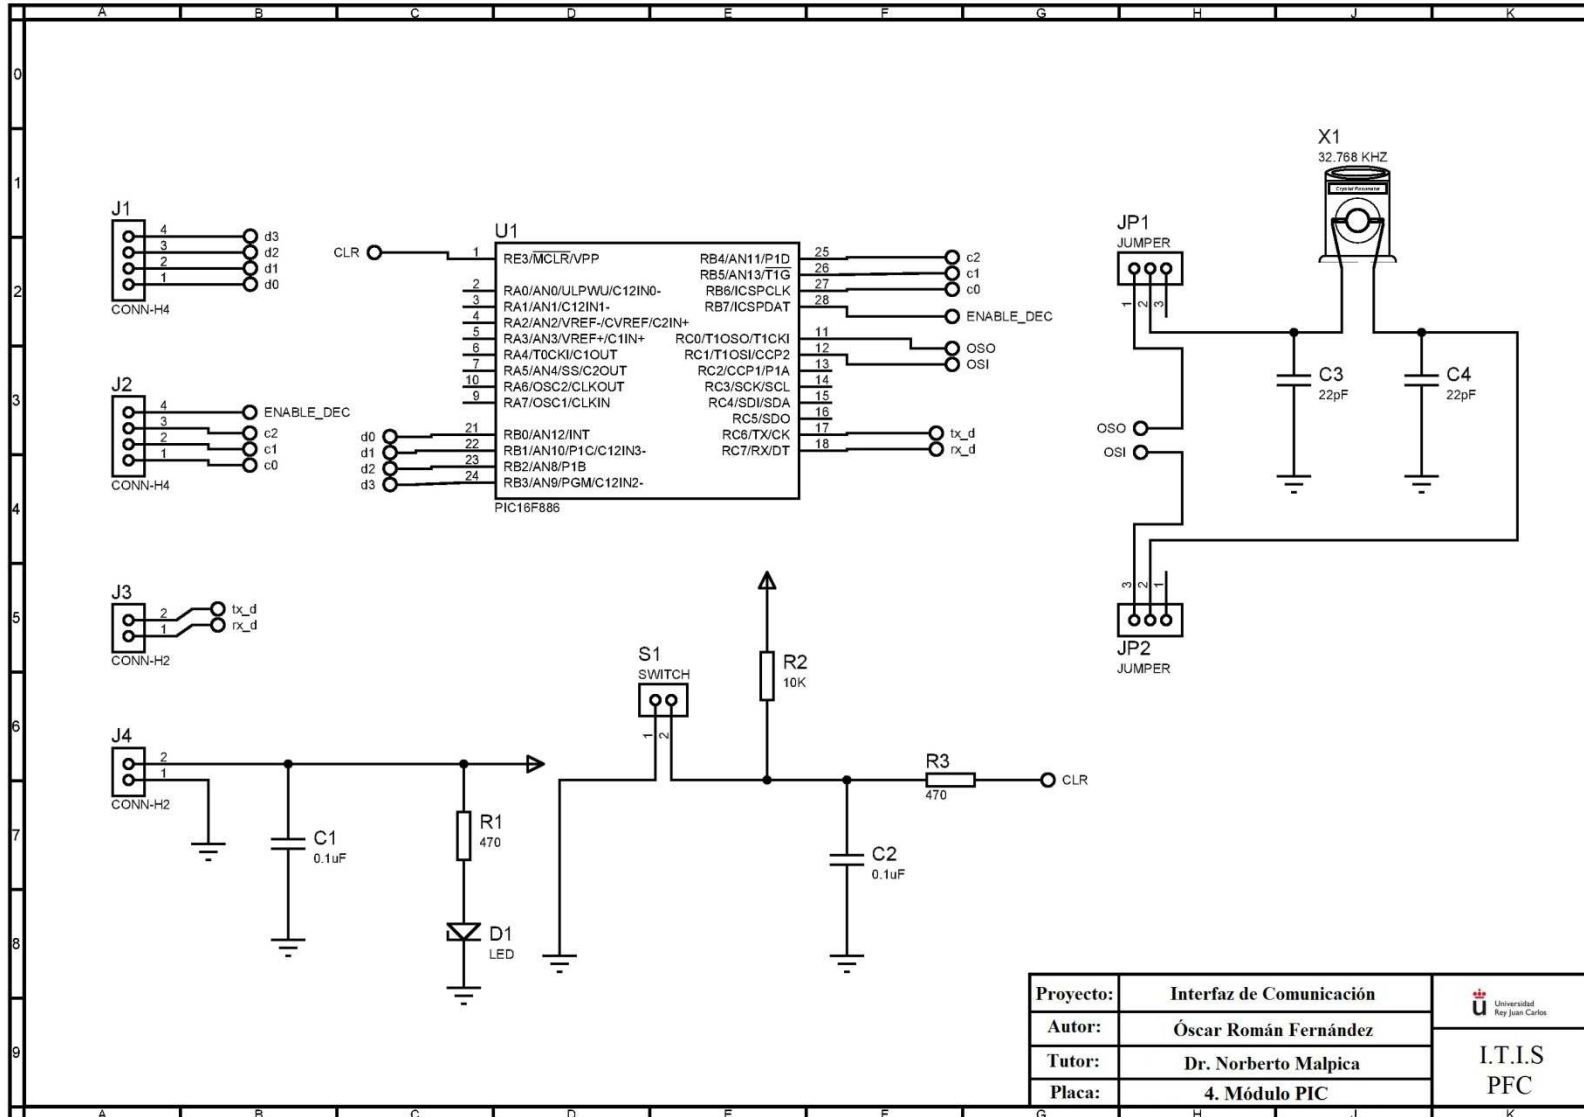 A B C D E F G H J K
0
1
2
3
4
5
6
7
8
9
J1
4 d3
3 d2
2 d1
1 d0
CONN-H4
J2
4 ENABLE_DEC
3 c2
2 c1
1 c0
CONN-H4
J3
2 tx_d
1 rx_d
CONN-H2
J4
2
1
CONN-H2
C1
0.1uF
R1
470
D1
LED
U1
CLR 1 RE3/MCLR/VPP
2 RA0/AN0/ULPWU/C12IN0-
3 RA1/AN1/C12IN1-
4 RA2/AN2/VREF-/CVREF/C2IN+
5 RA3/AN3/VREF+/C1IN+
6 RA4/T0CKI/C1OUT
7 RA5/AN4/SS/C2OUT
10 RA6/OSC2/CLKOUT
9 RA7/OSC1/CLKIN
d0 21 RB0/AN12/INT
d1 22 RB1/AN10/P1C/C12IN3-
d2 23 RB2/AN8/P1B
d3 24 RB3/AN9/PGM/C12IN2-
RB4/AN11/P1D 25 c2
RB5/AN13/T1G 26 c1
RB6/ICSPCLK 27 c0
RB7/ICSPDAT 28 ENABLE_DEC
RC0/T1OSO/T1CKI 11 OSO
RC1/T1OSI/CCP2 12 OSI
RC2/CCP1/P1A 13
RC3/SCK/SCL 14
RC4/SDI/SDA 15
RC5/SDO 16
RC6/TX/CK 17 tx_d
RC7/RX/DT 18 rx_d
PIC16F886
S1
SWITCH
1 2
R2
10K
R3
470
CLR
C2
0.1uF
X1
32.768 KHZ
Crystal Resonator
JP1
JUMPER
1 2 3
C3
22pF
C4
22pF
OSO
OSI
3 2 1
JP2
JUMPER
Proyecto: Interfaz de Comunicación
Autor: Óscar Román Fernández
Tutor: Dr. Norberto Malpica
Placa: 4. Módulo PIC
u Universidad
Rey Juan Carlos
I.T.I.S
PFC
A B C D E F G H J K